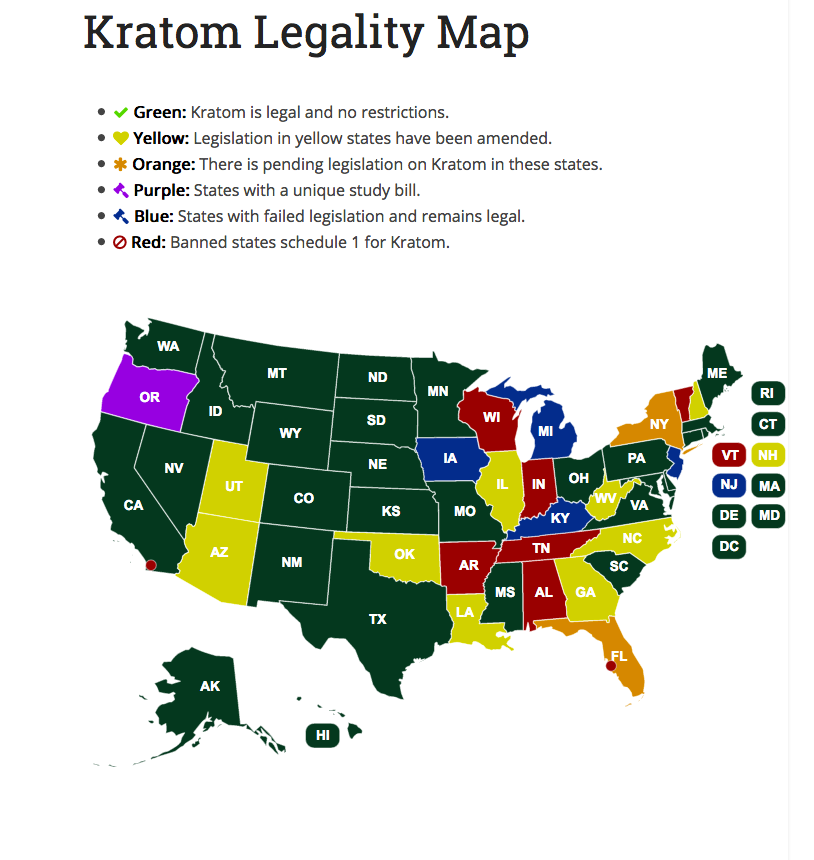 Kratom Legality Map
Green: Kratom is legal and no restrictions.
Yellow: Legislation in yellow states have been amended.
Orange: There is pending legislation on Kratom in these states.
Purple: States with a unique study bill.
Blue: States with failed legislation and remains legal.
Red: Banned states schedule 1 for Kratom.
WA
MT
ND
MN
ME
OR
ID
SD
WI
MI
NY
RI
WY
CT
NV
NE
IA
PA
VT
NH
UT
CO
IL
IN
OH
NJ
MA
CA
KS
MO
KY
WV
VA
DE
MD
AZ
NM
OK
AR
TN
NC
DC
SC
TX
LA
MS
AL
GA
FL
AK
HI